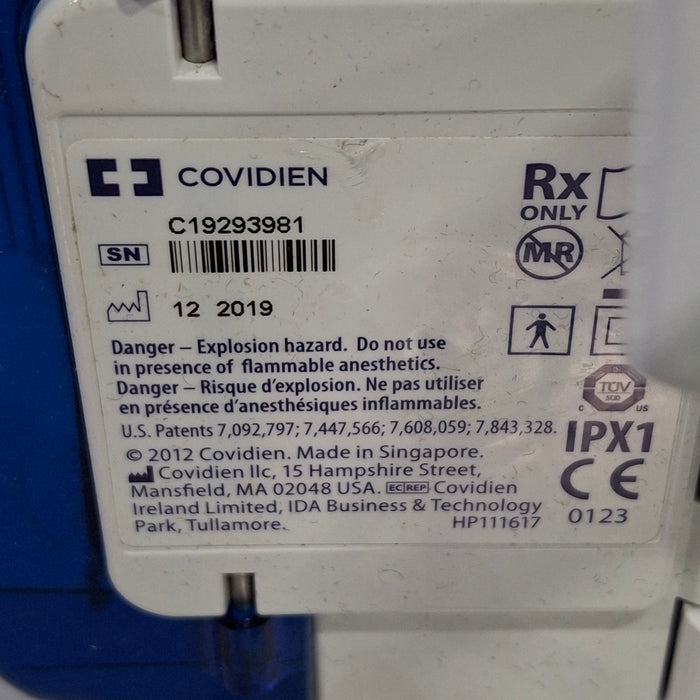 COVIDIEN
C19293981
SN
12 2019
Rx
ONLY
MR
Danger – Explosion hazard. Do not use
in presence of flammable anesthetics.
Danger – Risque d'explosion. Ne pas utiliser
en présence d'anesthésiques inflammables.
U.S. Patents 7,092,797; 7,447,566; 7,608,059; 7,843,328.
© 2012 Covidien. Made in Singapore.
Covidien llc, 15 Hampshire Street,
Mansfield, MA 02048 USA. EC REP Covidien
Ireland Limited, IDA Business & Technology
Park, Tullamore.
HP111617
TÜV
SÜD
C US
IPX1
CE
0123